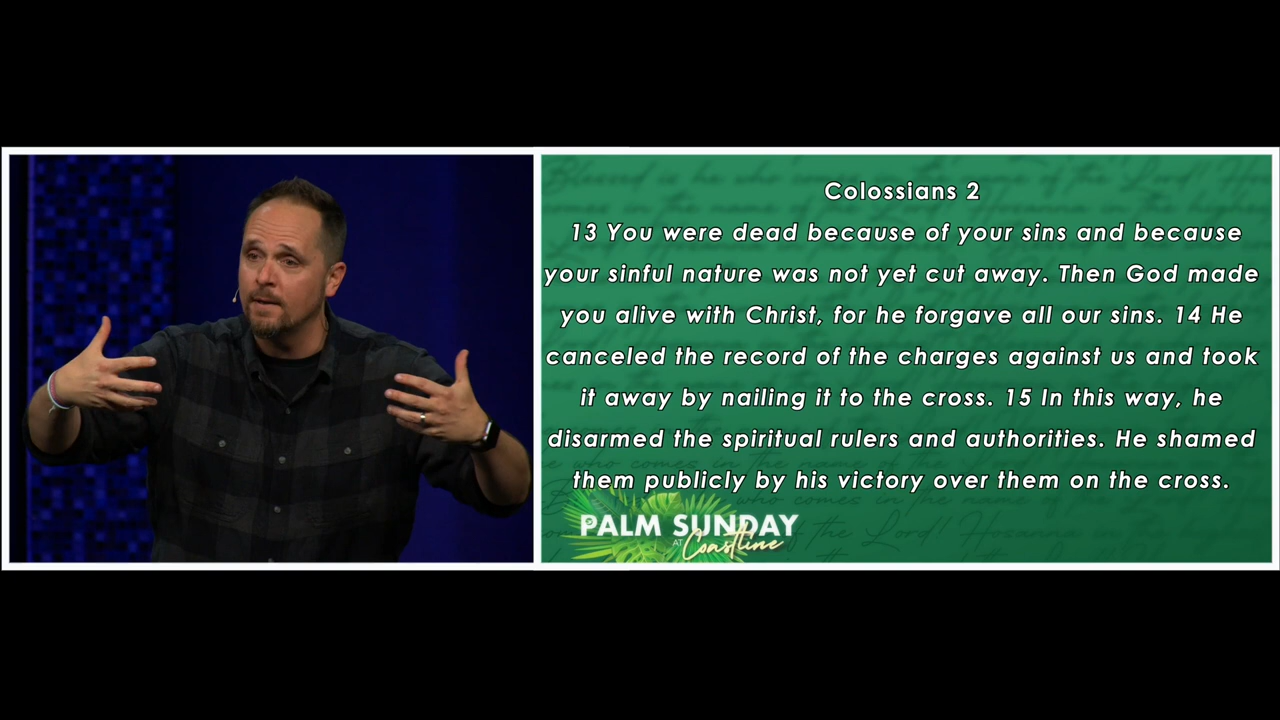 Colossians 2
13 You were dead because of your sins and because
your sinful nature was not yet cut away. Then God made
you alive with Christ, for he forgave all our sins. 14 He
canceled the record of the charges against us and took
it away by nailing it to the cross. 15 In this way, he
disarmed the spiritual rulers and authorities. He shamed
them publicly by his victory over them on the cross.
PALM SUNDAY
AT Coastline